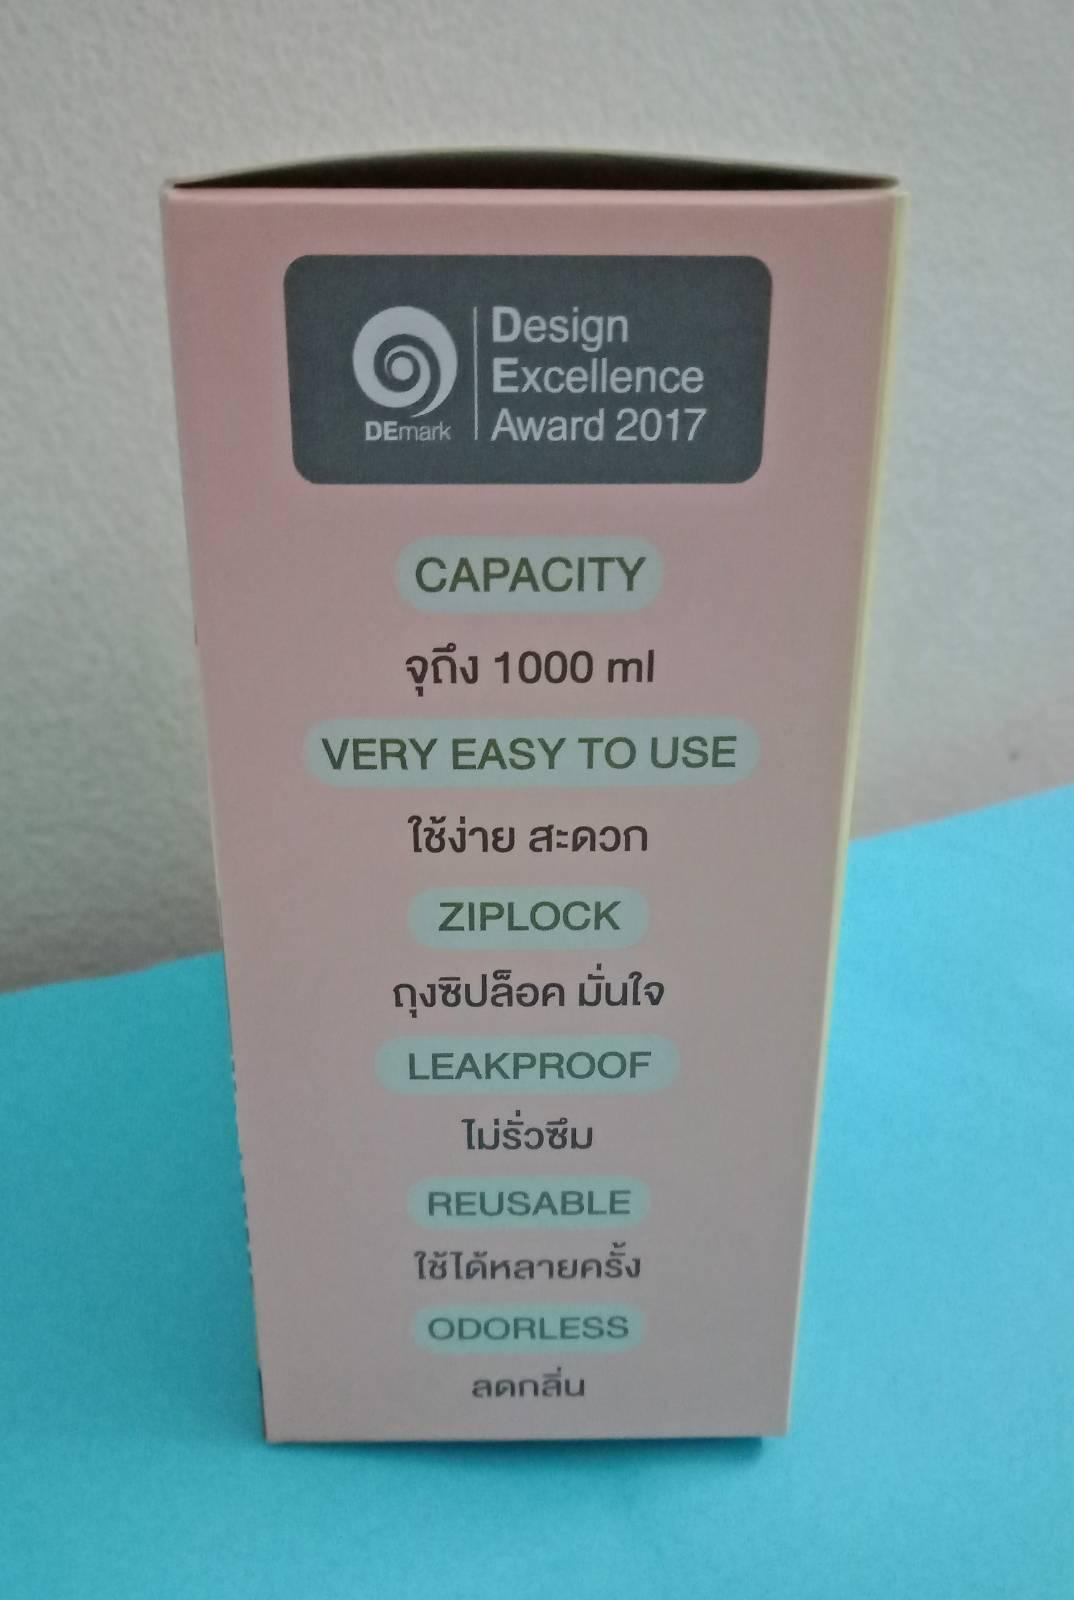 DEmark
Design
Excellence
Award 2017
CAPACITY
จุถึง 1000 ml
VERY EASY TO USE
ใช้ง่าย สะดวก
ZIPLOCK
ถุงซิปล็อค มั่นใจ
LEAKPROOF
ไม่รั่วซึม
REUSABLE
ใช้ได้หลายครั้ง
ODORLESS
ลดกลิ่น